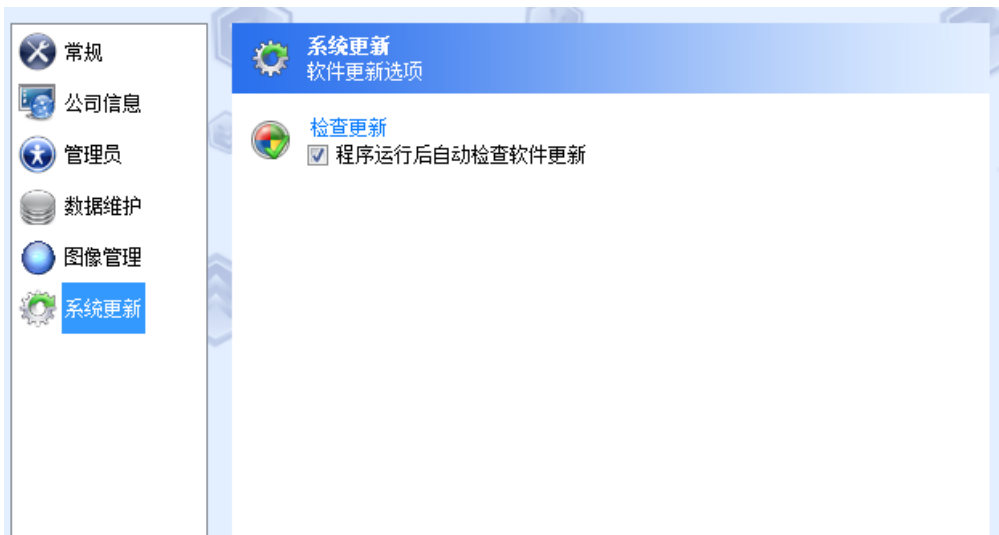 常规
公司信息
管理员
数据维护
图像管理
系统更新
系统更新
软件更新选项
检查更新
程序运行后自动检查软件更新